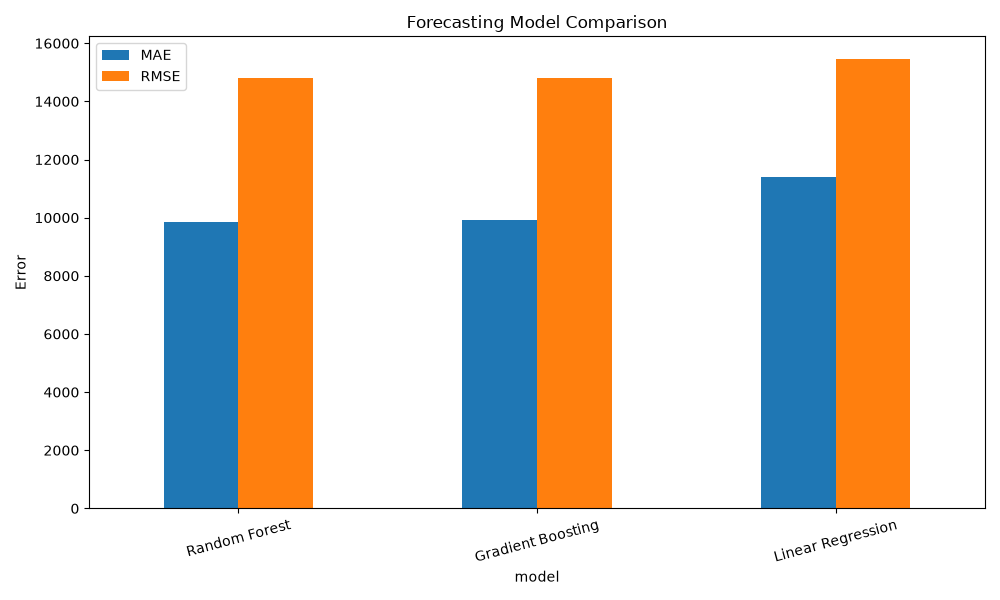 Forecasting Model Comparison
MAE
RMSE
Error
16000
14000
12000
10000
8000
6000
4000
2000
0
Random Forest
Gradient Boosting
Linear Regression
model